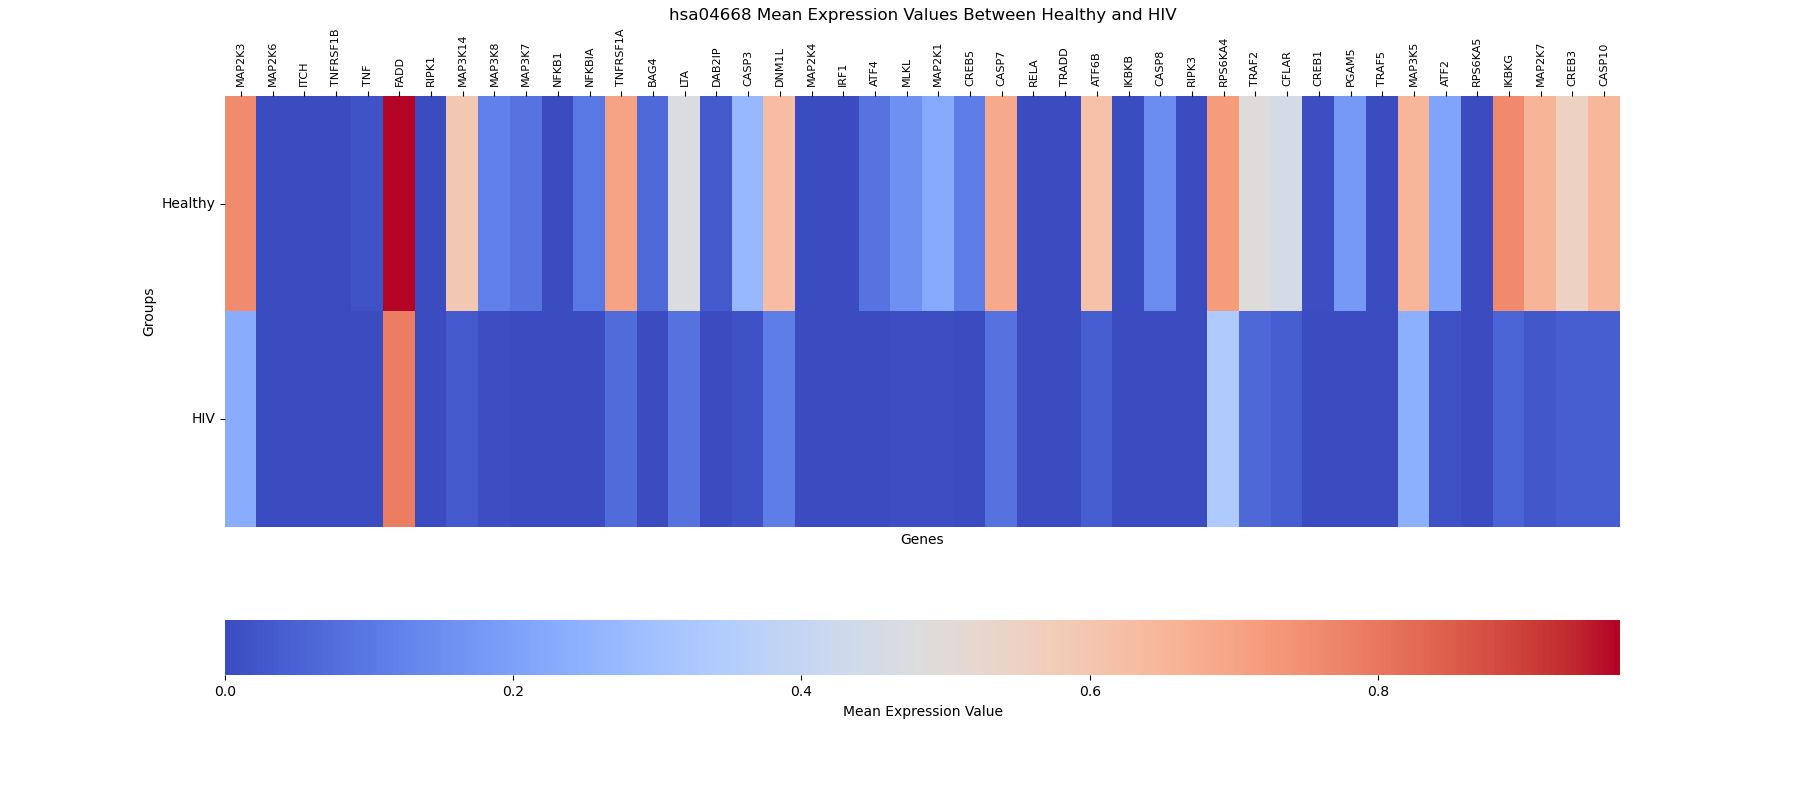 hsa04668 Mean Expression Values Between Healthy and HIV
MAP2K3 MAP2K6 ITCH TNFRSF1B TNF FADD RIPK1 MAP3K14 MAP3K8 MAP3K7 NFKB1 NFKBIA TNFRSF1A BAG4 LTA DAB2IP CASP3 DNM1L MAP2K4 IRF1 ATF4 MLKL MAP2K1 CREB5 CASP7 RELA TRADD ATF6B IKBKB CASP8 RIPK3 RPS6KA4 TRAF2 CFLAR CREB1 PGAM5 TRAF5 MAP3K5 ATF2 RPS6KA5 IKBKG MAP2K7 CREB3 CASP10
Healthy
Groups
HIV
Genes
0.0 0.2 0.4 0.6 0.8
Mean Expression Value